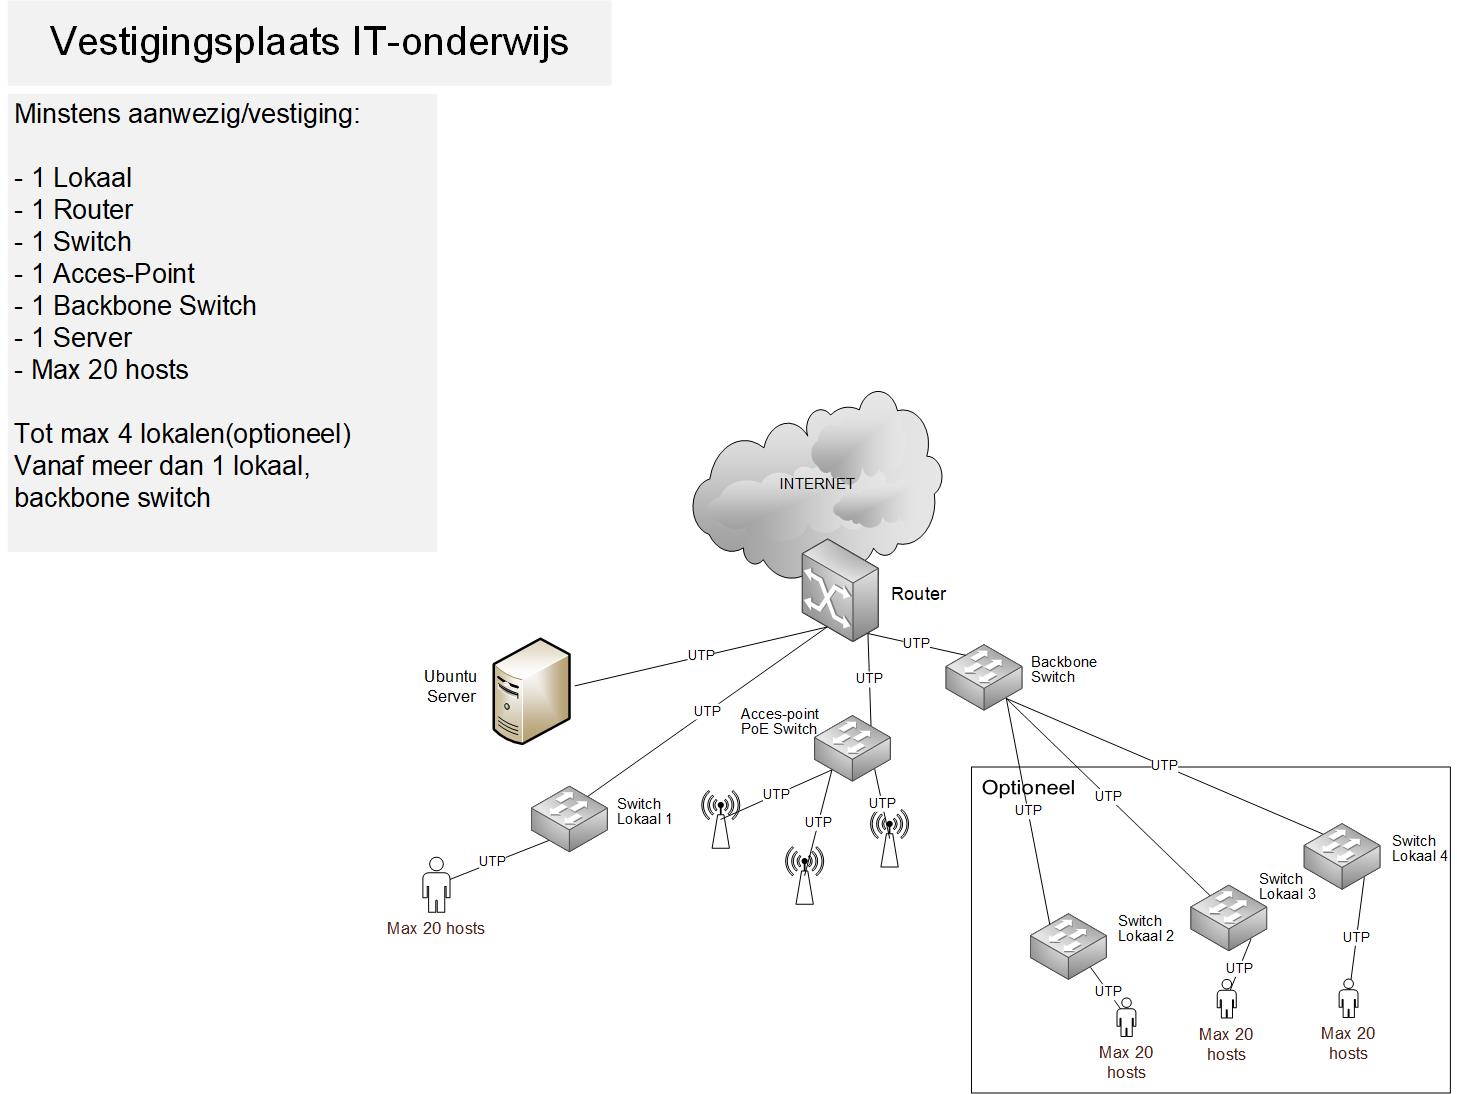 Vestigingsplaats IT-onderwijs
Minstens aanwezig/vestiging:
- 1 Lokaal
- 1 Router
- 1 Switch
- 1 Acces-Point
- 1 Backbone Switch
- 1 Server
- Max 20 hosts
Tot max 4 lokalen(optioneel)
Vanaf meer dan 1 lokaal,
backbone switch
INTERNET
Router
UTP
UTP
UTP
UTP
Ubuntu
Server
Backbone
Switch
Acces-point
PoE Switch
Switch
Lokaal 1
UTP
UTP
UTP
UTP
Max 20 hosts
Optioneel
UTP
UTP
UTP
Switch
Lokaal 4
Switch
Lokaal 3
Switch
Lokaal 2
UTP
UTP
UTP
Max 20
hosts
Max 20
hosts
Max 20
hosts